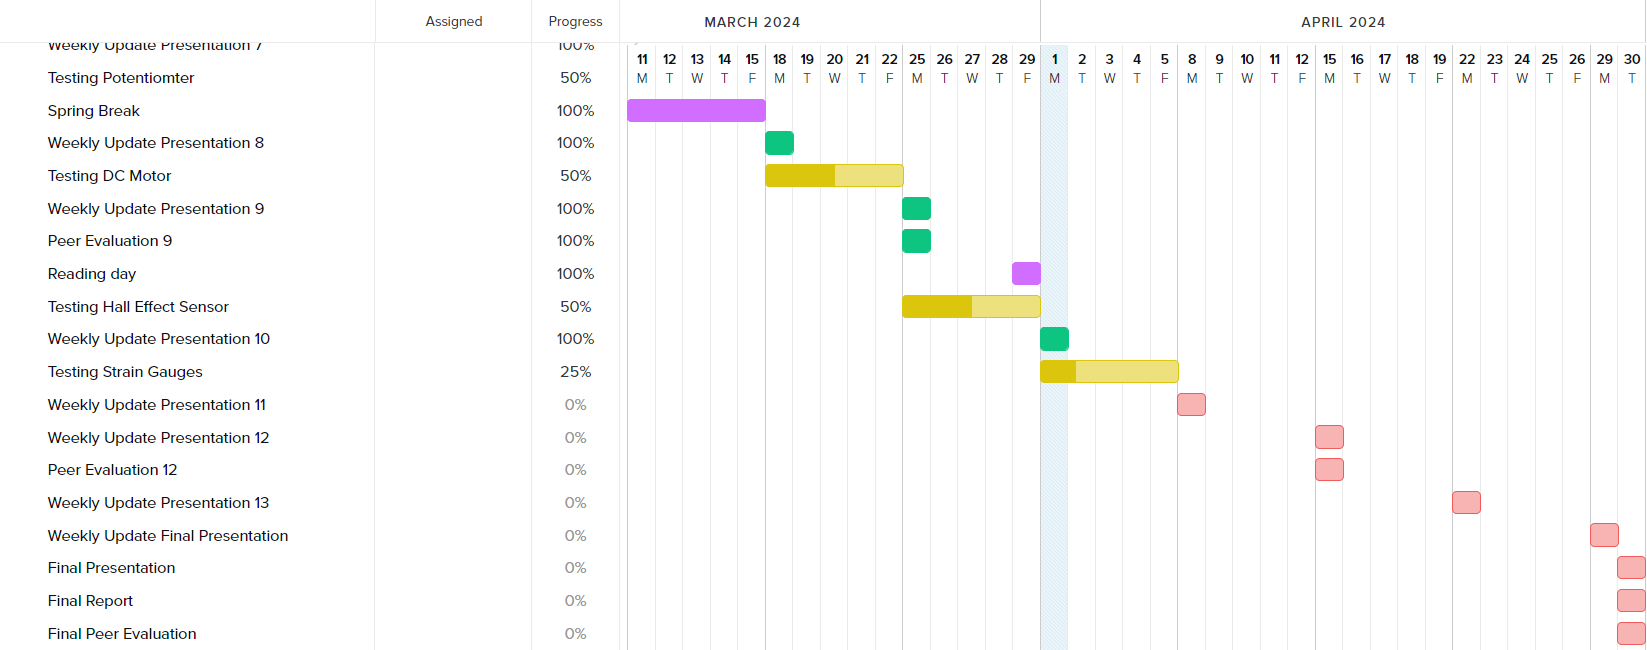 Assigned Progress MARCH 2024 APRIL 2024
Weekly Update Presentation 7 100%
11 12 13 14 15 18 19 20 21 22 25 26 27 28 29 1 2 3 4 5 8 9 10 11 12 15 16 17 18 19 22 23 24 25 26 29 30
Testing Potentiomter 50% M T W T F M T W T F M T W T F M T W T F M T W T F M T W T F M T W T F M T
Spring Break 100%
Weekly Update Presentation 8 100%
Testing DC Motor 50%
Weekly Update Presentation 9 100%
Peer Evaluation 9 100%
Reading day 100%
Testing Hall Effect Sensor 50%
Weekly Update Presentation 10 100%
Testing Strain Gauges 25%
Weekly Update Presentation 11 0%
Weekly Update Presentation 12 0%
Peer Evaluation 12 0%
Weekly Update Presentation 13 0%
Weekly Update Final Presentation 0%
Final Presentation 0%
Final Report 0%
Final Peer Evaluation 0%